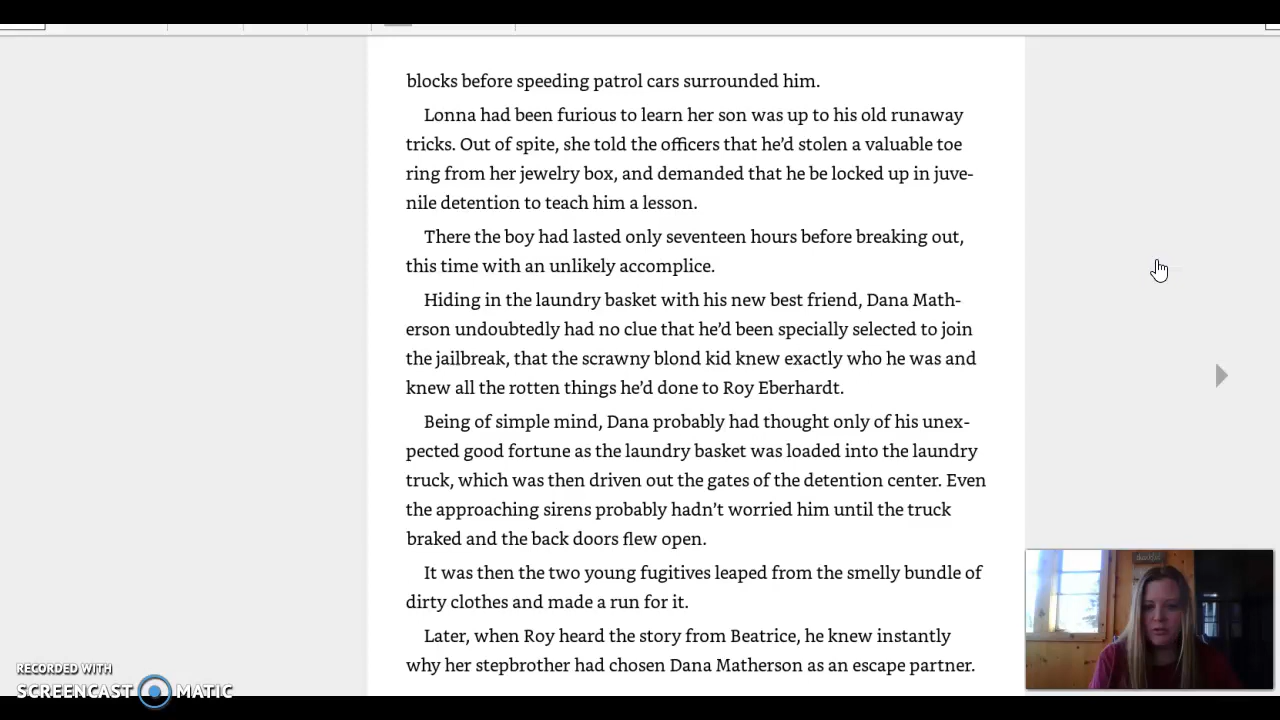 blocks before speeding patrol cars surrounded him.
Lonna had been furious to learn her son was up to his old runaway
tricks. Out of spite, she told the officers that he’d stolen a valuable toe
ring from her jewelry box, and demanded that he be locked up in juve-
nile detention to teach him a lesson.
There the boy had lasted only seventeen hours before breaking out,
this time with an unlikely accomplice.
Hiding in the laundry basket with his new best friend, Dana Math-
erson undoubtedly had no clue that he’d been specially selected to join
the jailbreak, that the scrawny blond kid knew exactly who he was and
knew all the rotten things he’d done to Roy Eberhardt.
Being of simple mind, Dana probably had thought only of his unex-
pected good fortune as the laundry basket was loaded into the laundry
truck, which was then driven out the gates of the detention center. Even
the approaching sirens probably hadn’t worried him until the truck
braked and the back doors flew open.
It was then the two young fugitives leaped from the smelly bundle of
dirty clothes and made a run for it.
Later, when Roy heard the story from Beatrice, he knew instantly
why her stepbrother had chosen Dana Matherson as an escape partner.
RECORDED WITH
SCREENCAST MATIC